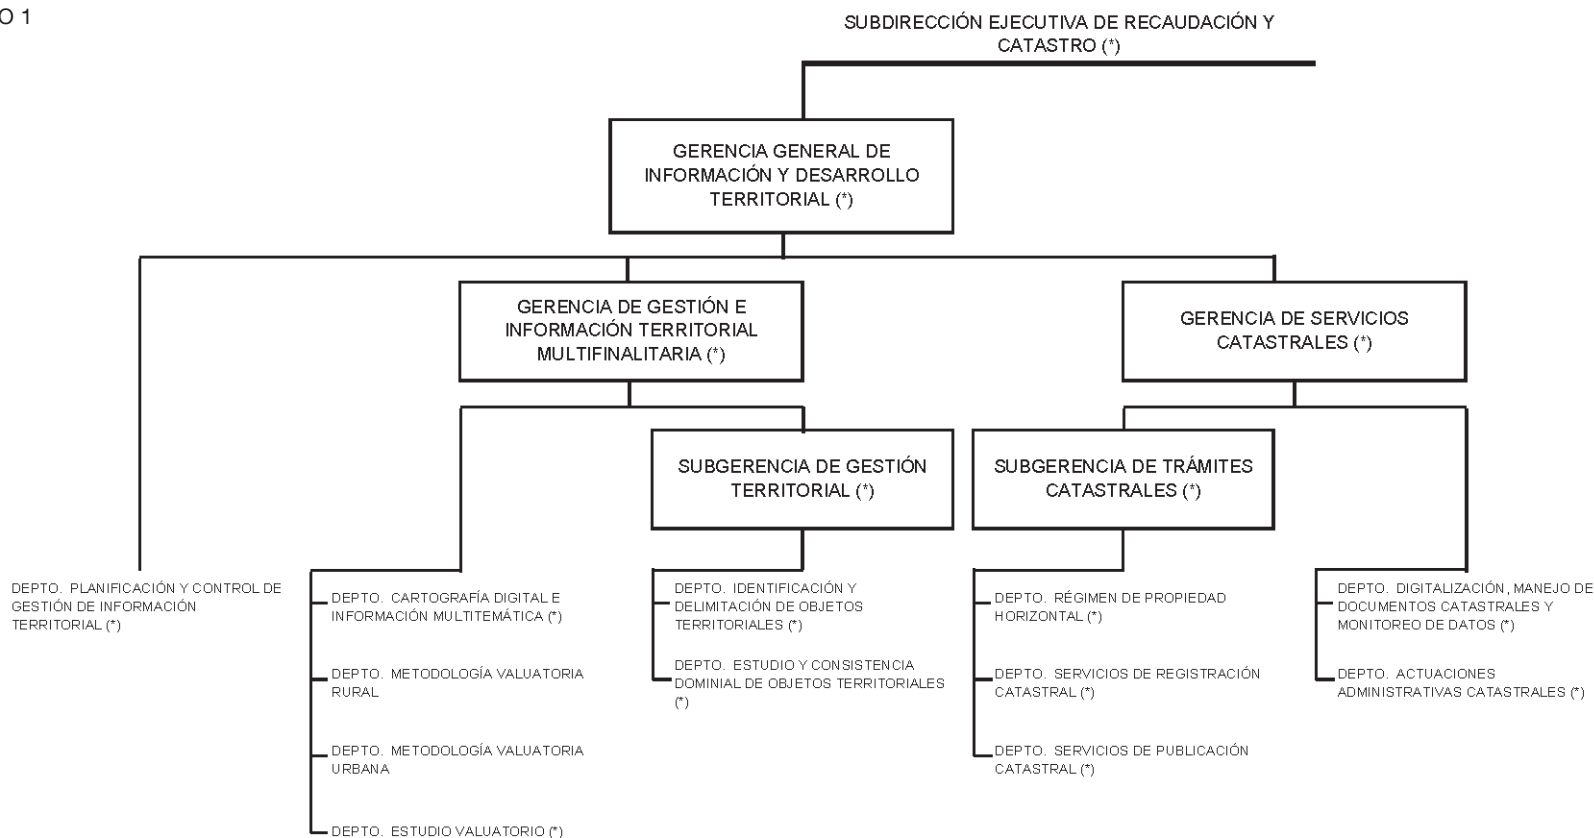 O 1
SUBDIRECCIÓN EJECUTIVA DE RECAUDACIÓN Y
CATASTRO (*)
GERENCIA GENERAL DE
INFORMACIÓN Y DESARROLLO
TERRITORIAL (*)
GERENCIA DE GESTIÓN E
INFORMACIÓN TERRITORIAL
MULTIFINALITARIA (*)
GERENCIA DE SERVICIOS
CATASTRALES (*)
SUBGERENCIA DE GESTIÓN
TERRITORIAL (*)
SUBGERENCIA DE TRÁMITES
CATASTRALES (*)
DEPTO. PLANIFICACIÓN Y CONTROL DE
GESTIÓN DE INFORMACIÓN
TERRITORIAL (*)
DEPTO. CARTOGRAFÍA DIGITAL E
INFORMACIÓN MULTITEMÁTICA (*)
DEPTO. METODOLOGÍA VALUATORIA
RURAL
DEPTO. METODOLOGÍA VALUATORIA
URBANA
DEPTO. ESTUDIO VALUATORIO (*)
DEPTO. IDENTIFICACIÓN Y
DELIMITACIÓN DE OBJETOS
TERRITORIALES (*)
DEPTO. ESTUDIO Y CONSISTENCIA
DOMINIAL DE OBJETOS TERRITORIALES
(*)
DEPTO. RÉGIMEN DE PROPIEDAD
HORIZONTAL (*)
DEPTO. SERVICIOS DE REGISTRACIÓN
CATASTRAL (*)
DEPTO. SERVICIOS DE PUBLICACIÓN
CATASTRAL (*)
DEPTO. DIGITALIZACIÓN, MANEJO DE
DOCUMENTOS CATASTRALES Y
MONITOREO DE DATOS (*)
DEPTO. ACTUACIONES
ADMINISTRATIVAS CATASTRALES (*)